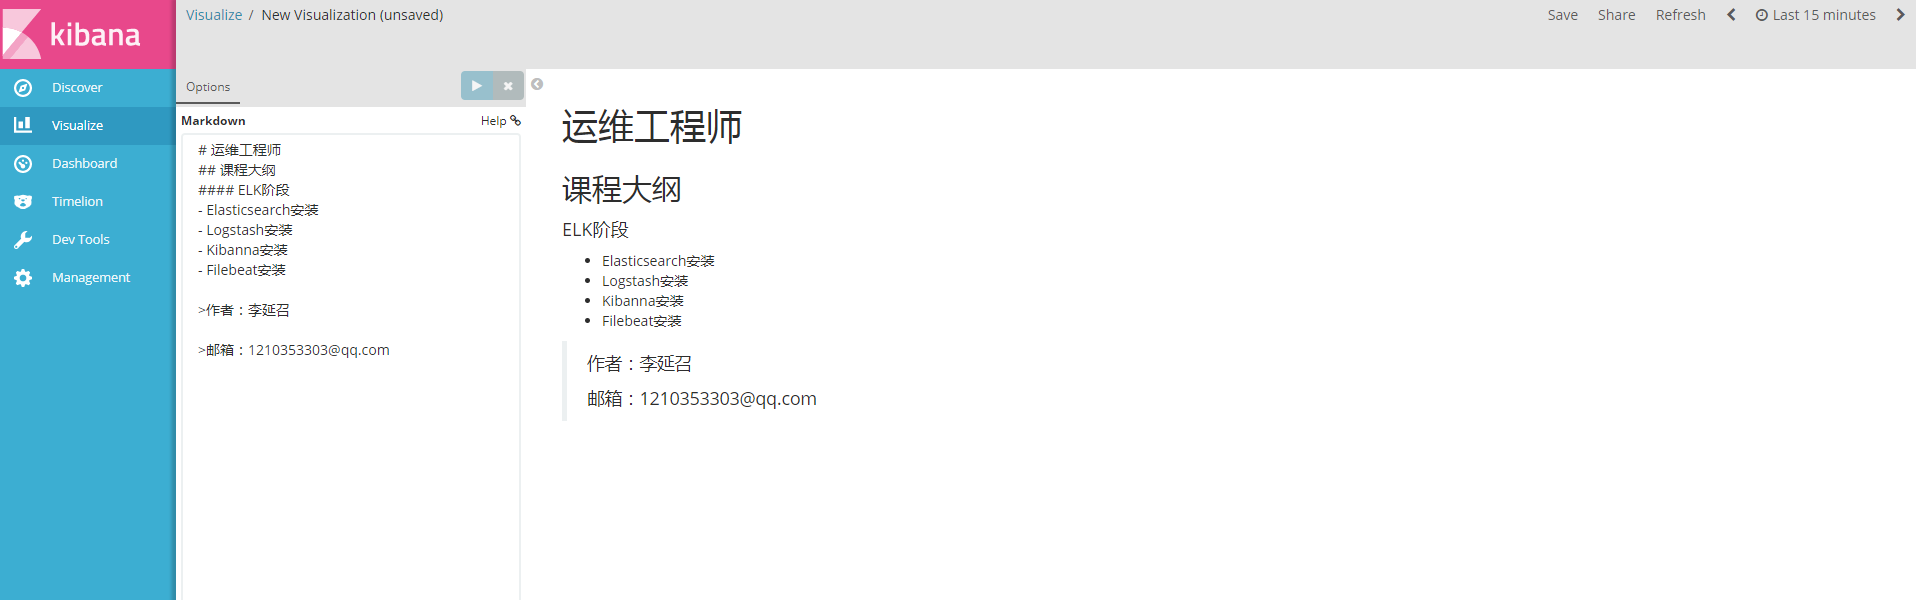 kibana
Discover
Visualize
Dashboard
Timelion
Dev Tools
Management
Visualize / New Visualization (unsaved)
Save Share Refresh Last 15 minutes
Options
Markdown Help
# 运维工程师
## 课程大纲
#### ELK阶段
- Elasticsearch安装
- Logstash安装
- Kibanna安装
- Filebeat安装
>作者：李延召
>邮箱：1210353303@qq.com
运维工程师
课程大纲
ELK阶段
• Elasticsearch安装
• Logstash安装
• Kibanna安装
• Filebeat安装
作者：李延召
邮箱：1210353303@qq.com